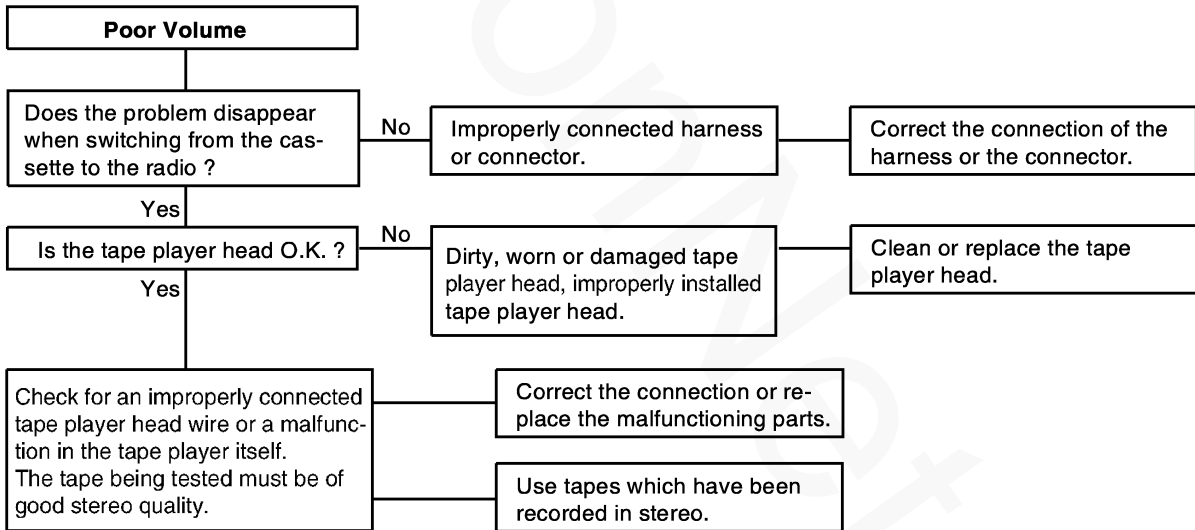 Poor Volume
Does the problem disappear
when switching from the cas-
sette to the radio ?
No
Improperly connected harness
or connector.
Correct the connection of the
harness or the connector.
Yes
Is the tape player head O.K. ?
No
Dirty, worn or damaged tape
player head, improperly installed
tape player head.
Clean or replace the tape
player head.
Yes
Check for an improperly connected
tape player head wire or a malfunc-
tion in the tape player itself.
The tape being tested must be of
good stereo quality.
Correct the connection or re-
place the malfunctioning parts.
Use tapes which have been
recorded in stereo.